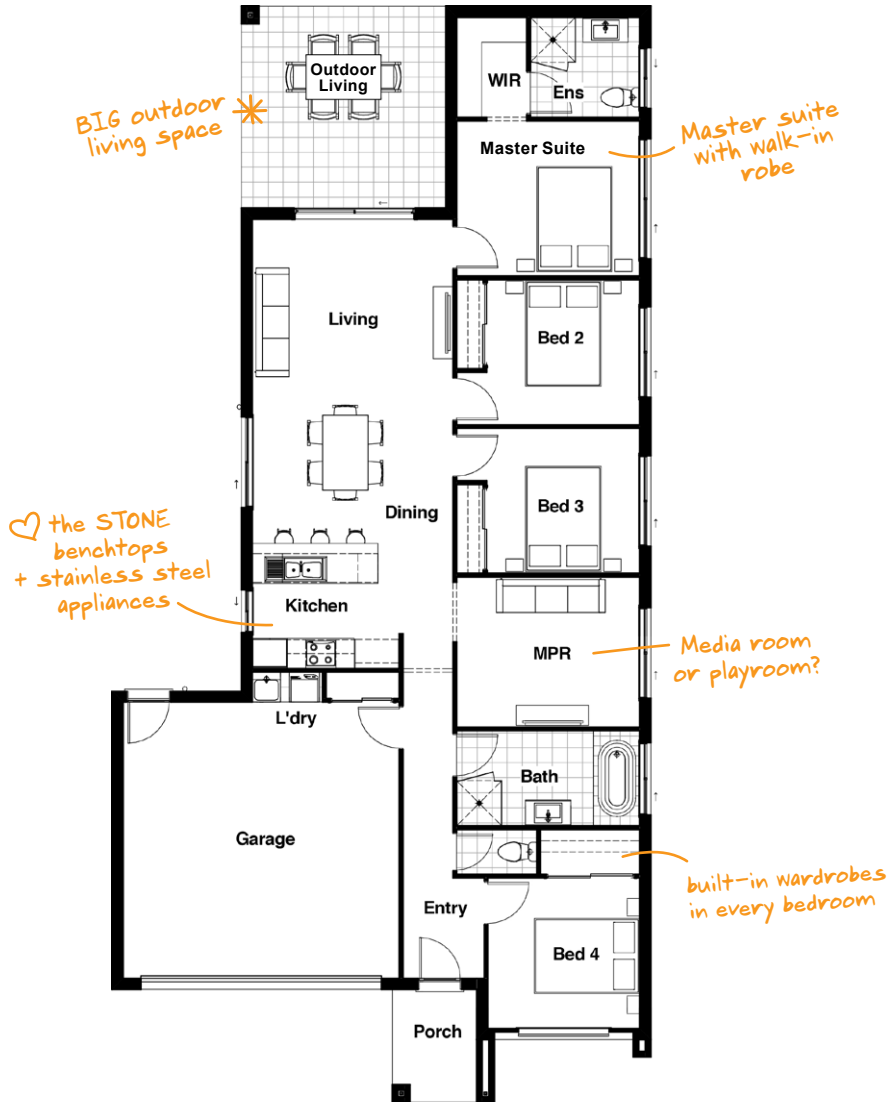 Outdoor
Living
WIR
Ens
BIG outdoor
living space
Master Suite
Master suite
with walk-in
robe
Living
Bed 2
Bed 3
Dining
♡ the STONE
benchtops
+ stainless steel
appliances
Kitchen
MPR
Media room
or playroom?
L'dry
Bath
Garage
built-in wardrobes
in every bedroom
Entry
Bed 4
Porch